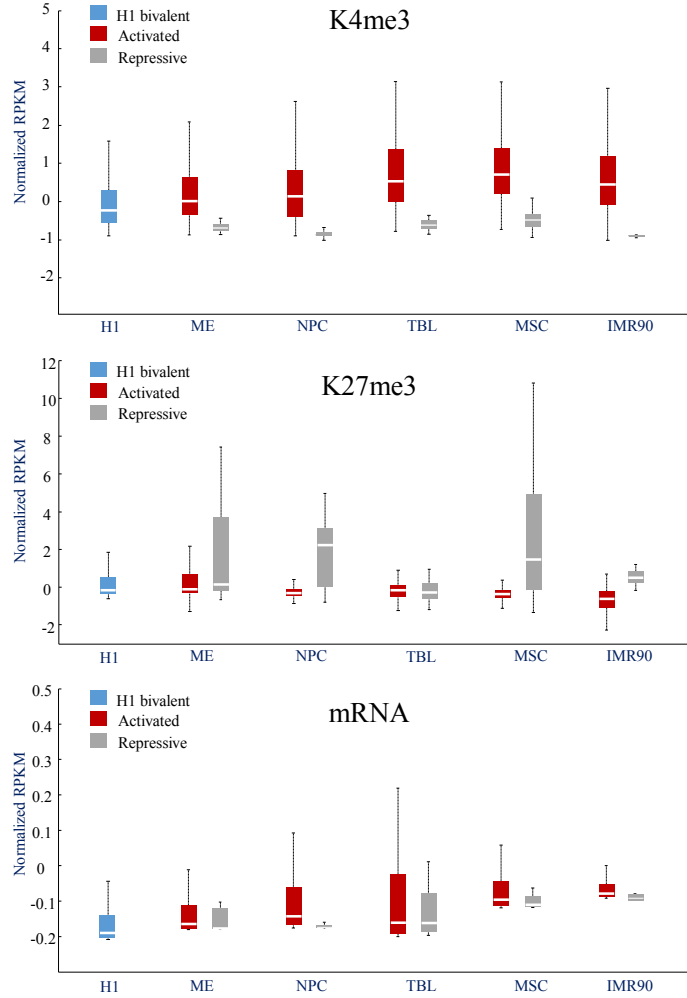 K4me3
H1 bivalent
Activated
Repressive
Normalized RPKM
5
4
3
2
1
0
-1
-2
H1 ME NPC TBL MSC IMR90
K27me3
H1 bivalent
Activated
Repressive
Normalized RPKM
12
10
8
6
4
2
0
-2
H1 ME NPC TBL MSC IMR90
mRNA
H1 bivalent
Activated
Repressive
Normalized RPKM
0.5
0.4
0.3
0.2
0.1
0
-0.1
-0.2
H1 ME NPC TBL MSC IMR90